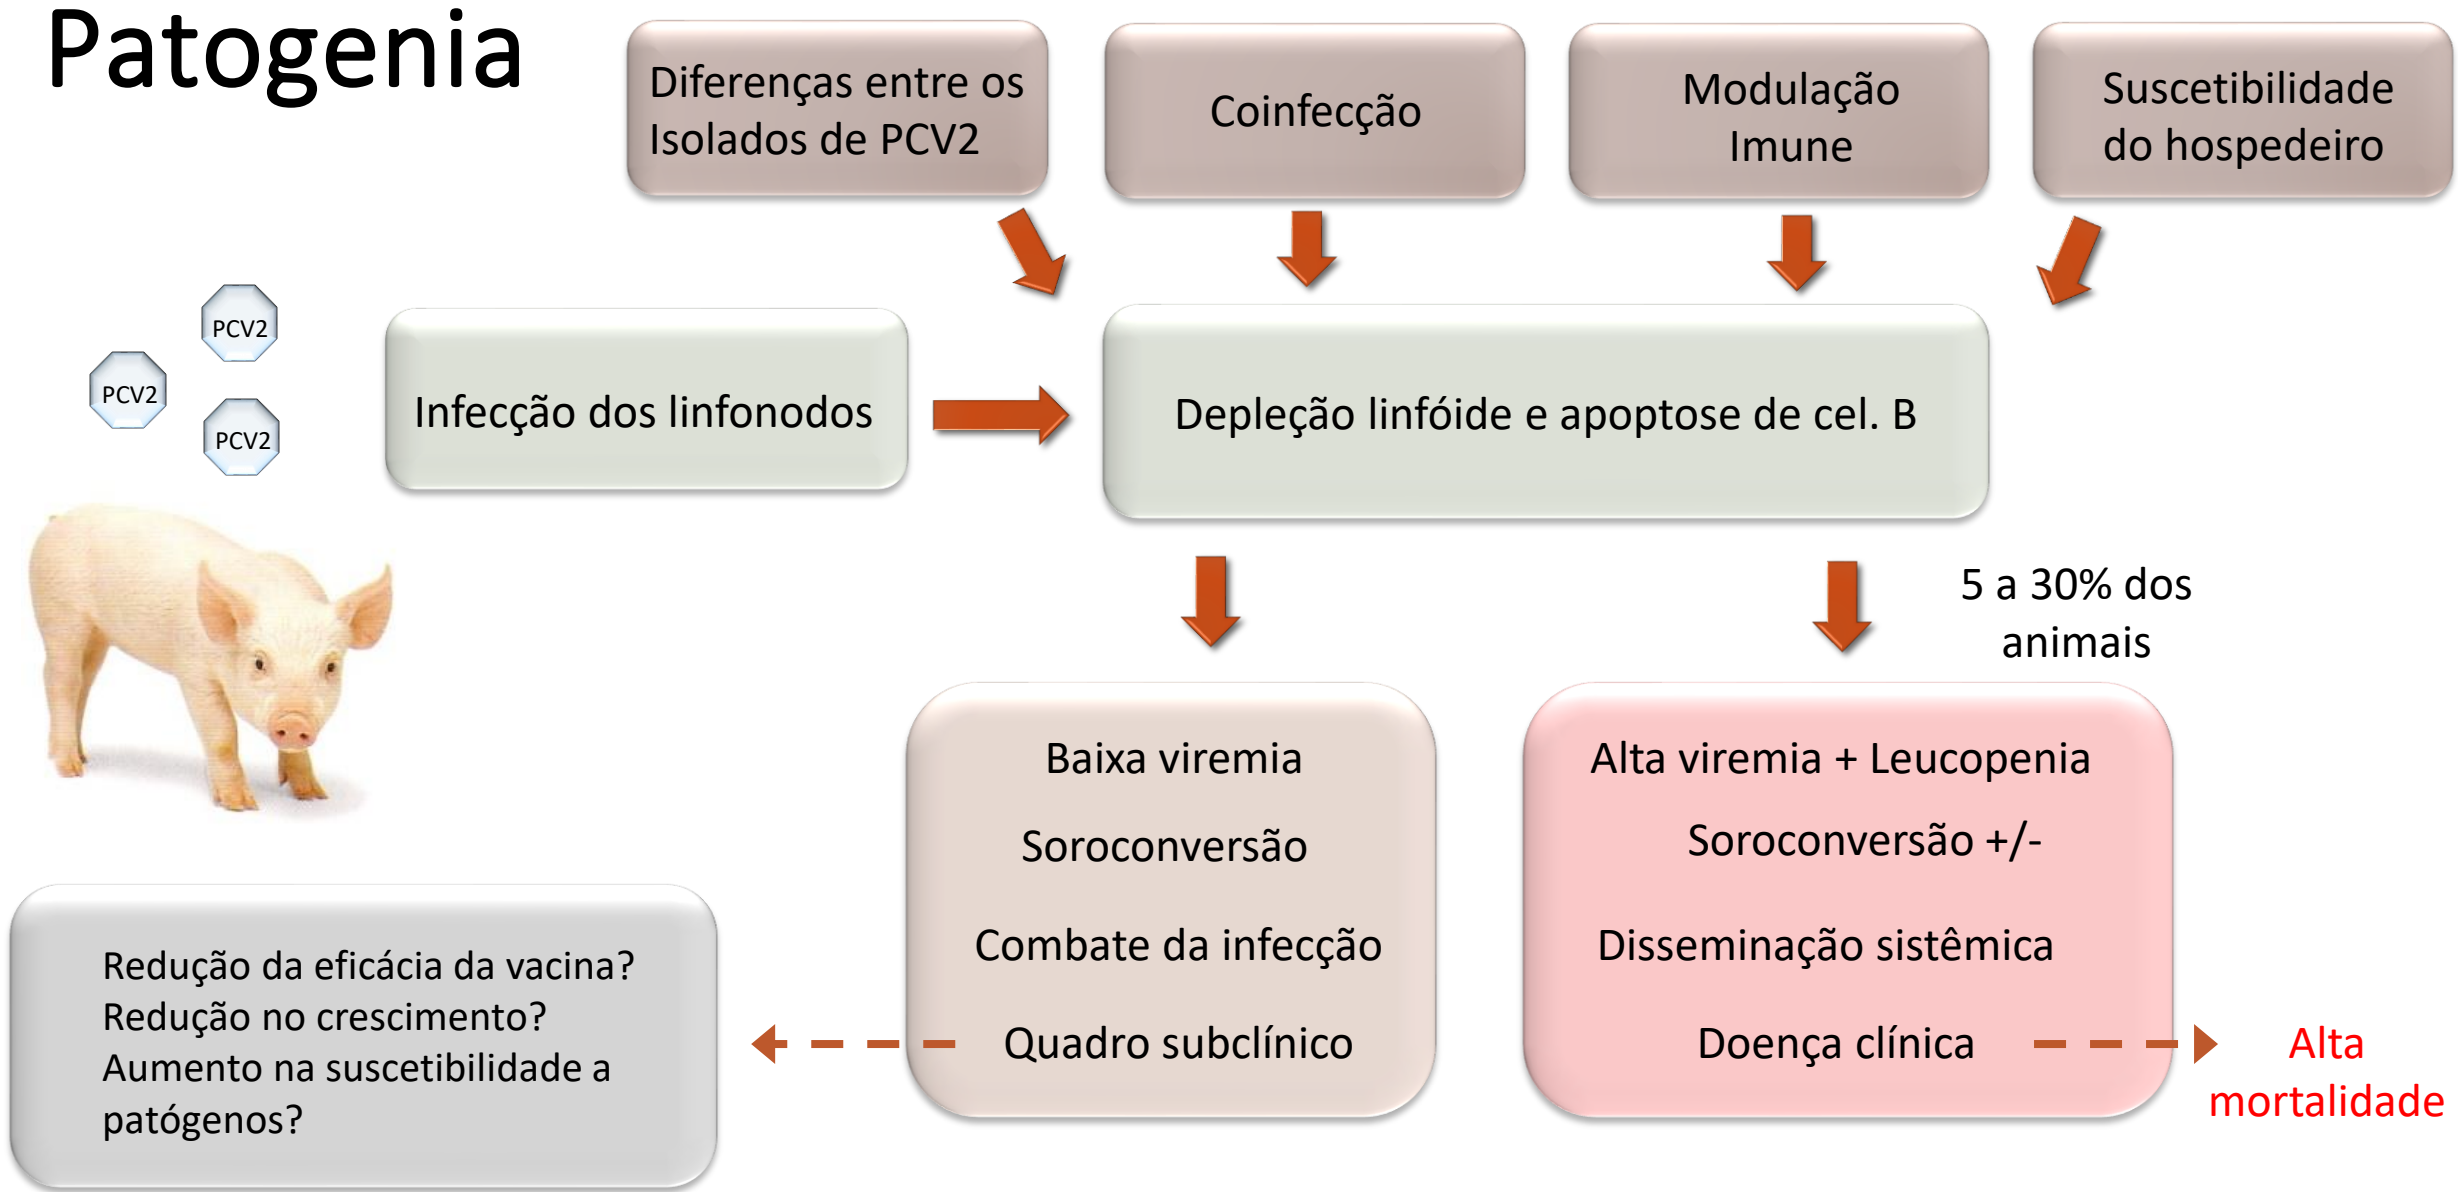 Patogenia
Diferenças entre os
Isolados de PCV2
Coinfecção
Modulação
Imune
Suscetibilidade
do hospedeiro
PCV2
PCV2
PCV2
Infecção dos linfonodos
Depleção linfóide e apoptose de cel. B
5 a 30% dos
animais
Baixa viremia
Soroconversão
Combate da infecção
Quadro subclínico
Alta viremia + Leucopenia
Soroconversão +/-
Disseminação sistêmica
Doença clínica
Redução da eficácia da vacina?
Redução no crescimento?
Aumento na suscetibilidade a
patógenos?
Alta
mortalidade